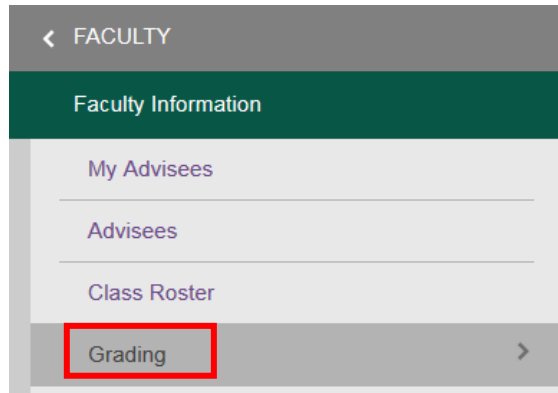 FACULTY
Faculty Information
My Advisees
Advisees
Class Roster
Grading